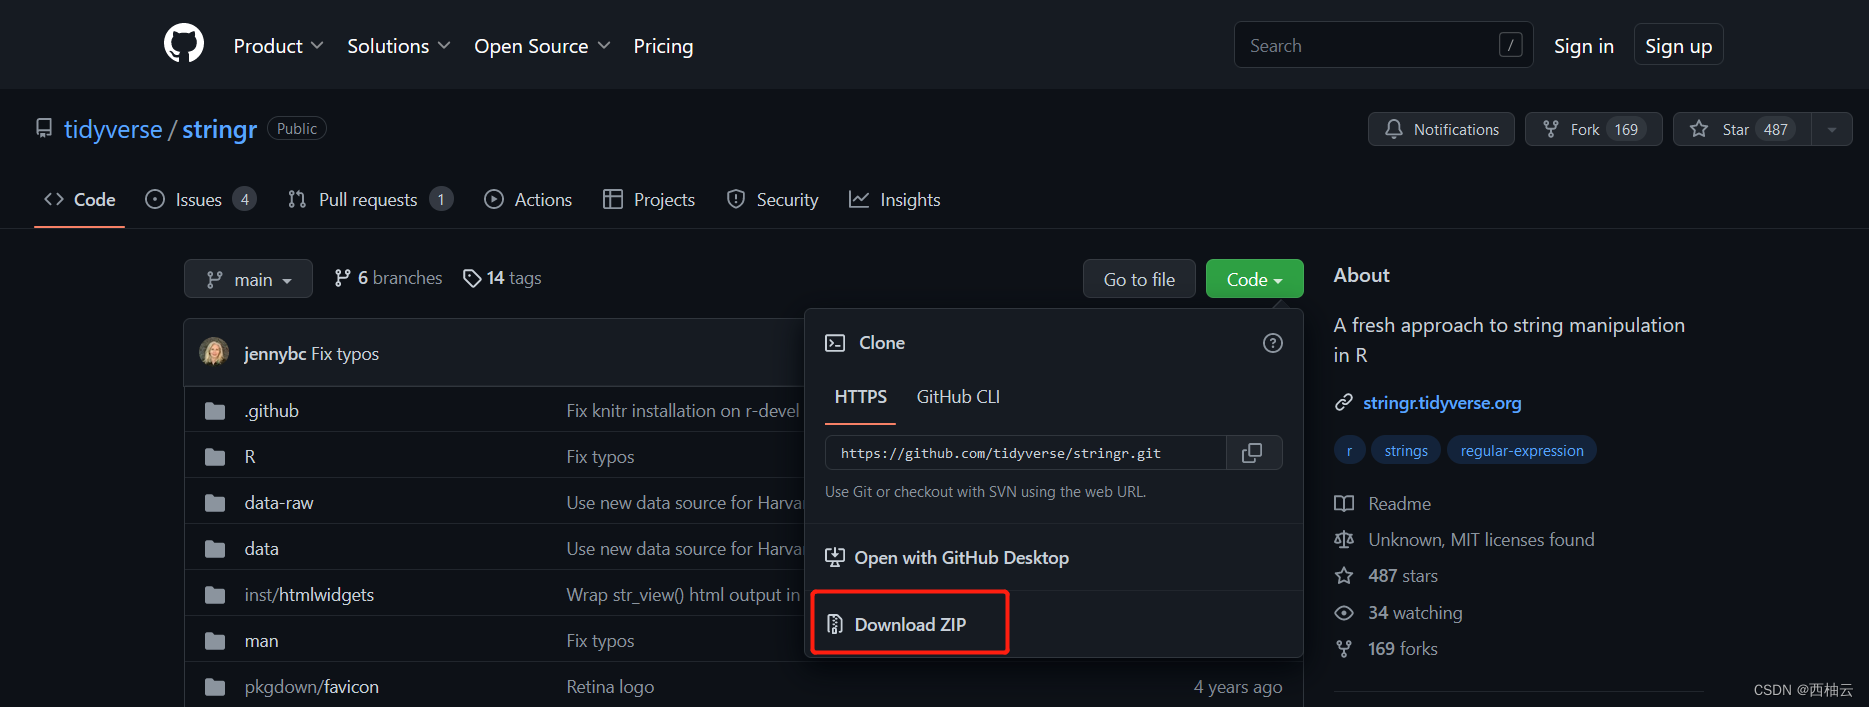 Product Solutions Open Source Pricing Search / Sign in Sign up
tidyverse / stringr Public Notifications Fork 169 Star 487
Code Issues 4 Pull requests 1 Actions Projects Security Insights
main 6 branches 14 tags Go to file Code
jennybc Fix typos
.github Fix knitr installation on r-devel
R Fix typos
data-raw Use new data source for Harva
data Use new data source for Harva
inst/htmlwidgets Wrap str_view() html output in
man Fix typos
pkgdown/favicon Retina logo 4 years ago
Clone
HTTPS GitHub CLI
https://github.com/tidyverse/stringr.git
Use Git or checkout with SVN using the web URL.
Open with GitHub Desktop
Download ZIP
About
A fresh approach to string manipulation
in R
stringr.tidyverse.org
r strings regular-expression
Readme
Unknown, MIT licenses found
487 stars
34 watching
169 forks
CSDN @西柚云